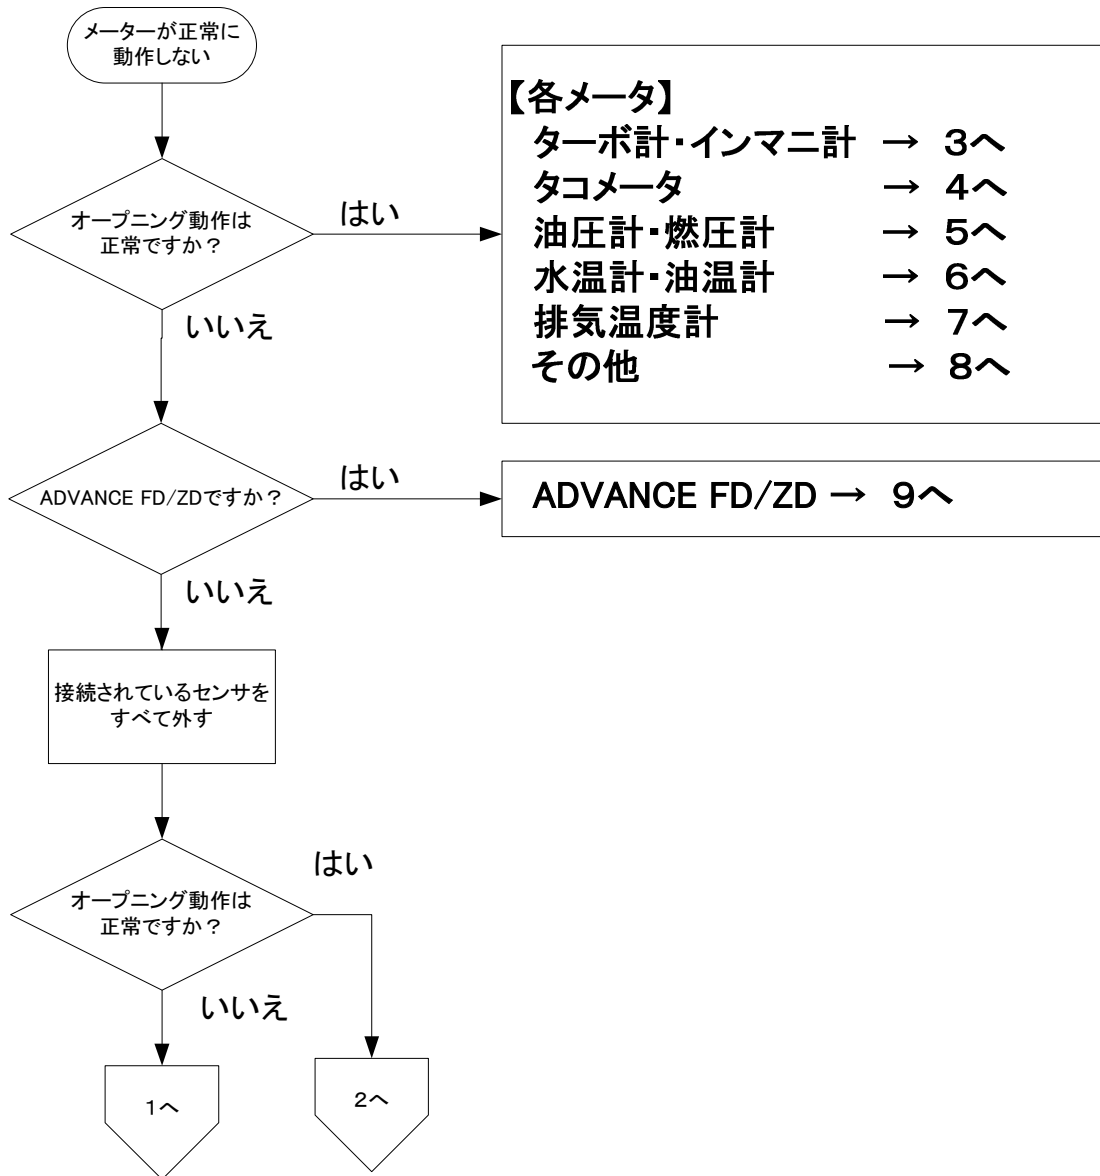 メーターが正常に
動作しない
オープニング動作は
正常ですか？
はい
【各メータ】
ターボ計・インマニ計 → 3へ
タコメータ → 4へ
油圧計・燃圧計 → 5へ
水温計・油温計 → 6へ
排気温度計 → 7へ
その他 → 8へ
いいえ
ADVANCE FD/ZDですか？
はい
ADVANCE FD/ZD → 9へ
いいえ
接続されているセンサを
すべて外す
オープニング動作は
正常ですか？
はい
いいえ
1へ
2へ